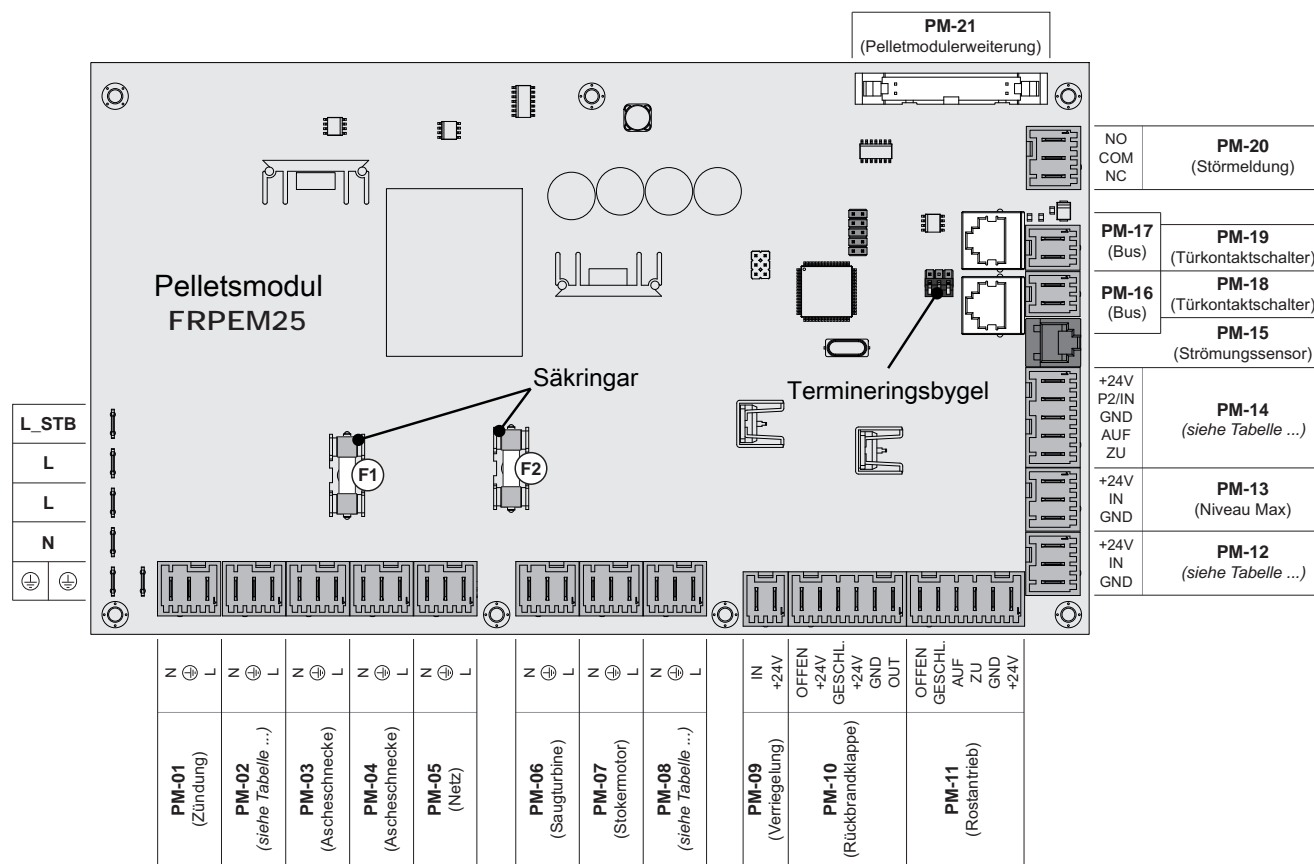 PM-21
(Pelletmodulerweiterung)
NO
COM
NC
PM-20
(Störmeldung)
PM-17
(Bus)
PM-19
(Türkontaktschalter)
PM-16
(Bus)
PM-18
(Türkontaktschalter)
PM-15
(Strömungssensor)
Pelletsmodul
FRPEM25
Säkringar
Termineringsbygel
F1
F2
+24V
P2/IN
GND
AUF
ZU
PM-14
(siehe Tabelle ...)
+24V
IN
GND
PM-13
(Niveau Max)
+24V
IN
GND
PM-12
(siehe Tabelle ...)
L_STB
L
L
N
N L
PM-01
(Zündung)
N L
PM-02
(siehe Tabelle ...)
N L
PM-03
(Ascheschnecke)
N L
PM-04
(Ascheschnecke)
N L
PM-05
(Netz)
N L
PM-06
(Saugturbine)
N L
PM-07
(Stokermotor)
N L
PM-08
(siehe Tabelle ...)
IN
+24V
PM-09
(Verriegelung)
OFFEN
+24V
GESCHL.
+24V
GND
OUT
PM-10
(Rückbrandklappe)
OFFEN
GESCHL.
AUF
ZU
GND
+24V
PM-11
(Rostantrieb)